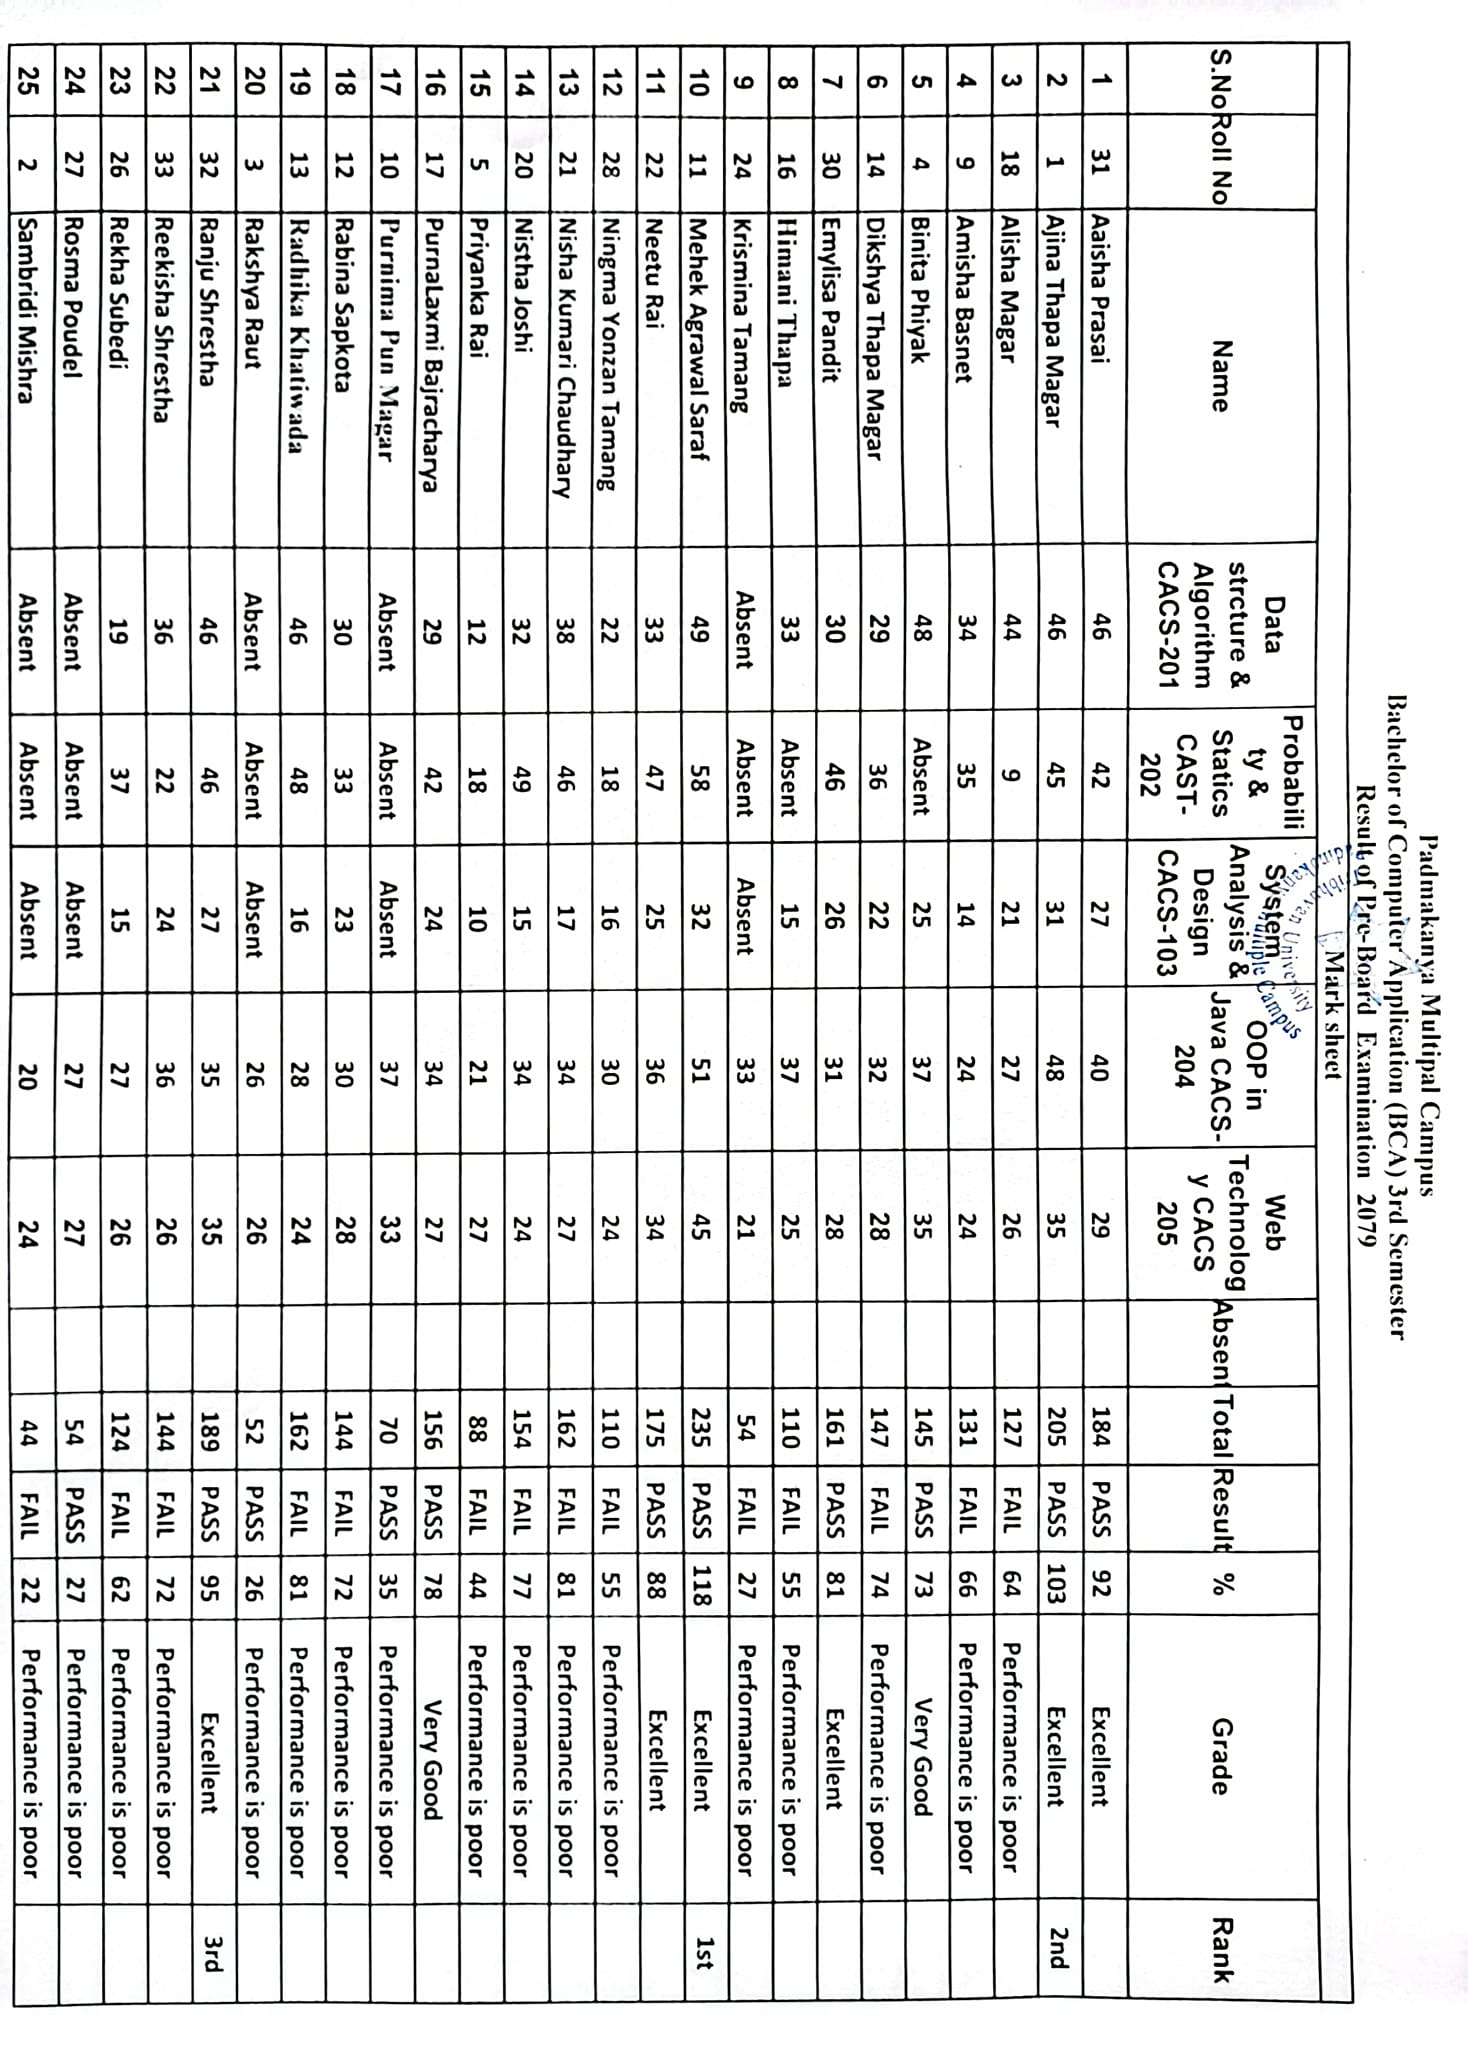 Padmakanya Multipal Campus
Bachelor of Computer Application (BCA) 3rd Semester
Result of Pre-Board Examination 2079
Mark sheet
Tribhuvan University
Campus
S.No Roll No Name Data strcture & Algorithm CACS-201 Probabili ty & Statics CAST-202 System Analysis & Design CACS-103 OOP in Java CACS-204 Web Technolog y CACS 205 Absent Total Result % Grade Rank
1 31 Aaisha Prasai 46 42 27 40 29 184 PASS 92 Excellent
2 1 Ajina Thapa Magar 46 45 31 48 35 205 PASS 103 Excellent 2nd
3 18 Alisha Magar 44 9 21 27 26 127 FAIL 64 Performance is poor
4 9 Amisha Basnet 34 35 14 24 24 131 FAIL 66 Performance is poor
5 4 Binita Phiyak 48 Absent 25 37 35 145 PASS 73 Very Good
6 14 Dikshya Thapa Magar 29 36 22 32 28 147 FAIL 74 Performance is poor
7 30 Emylisa Pandit 30 46 26 31 28 161 PASS 81 Excellent
8 16 Himani Thapa 33 Absent 15 37 25 110 FAIL 55 Performance is poor
9 24 Krismina Tamang Absent Absent Absent 33 21 54 FAIL 27 Performance is poor
10 11 Mehek Agrawal Saraf 49 58 32 51 45 235 PASS 118 Excellent 1st
11 22 Neetu Rai 33 47 25 36 34 175 PASS 88 Excellent
12 28 Ningma Yonzan Tamang 22 18 16 30 24 110 FAIL 55 Performance is poor
13 21 Nisha Kumari Chaudhary 38 46 17 34 27 162 FAIL 81 Performance is poor
14 20 Nistha Joshi 32 49 15 34 24 154 FAIL 77 Performance is poor
15 5 Priyanka Rai 12 18 10 21 27 88 FAIL 44 Performance is poor
16 17 PurnaLaxmi Bajracharya 29 42 24 34 27 156 PASS 78 Very Good
17 10 Purnima Pun Magar Absent Absent Absent 37 33 70 PASS 35 Performance is poor
18 12 Rabina Sapkota 30 33 23 30 28 144 FAIL 72 Performance is poor
19 13 Radhika Khatiwada 46 48 16 28 24 162 FAIL 81 Performance is poor
20 3 Rakshya Raut Absent Absent Absent 26 26 52 PASS 26 Performance is poor
21 32 Ranju Shrestha 46 46 27 35 35 189 PASS 95 Excellent 3rd
22 33 Reekisha Shrestha 36 22 24 36 26 144 FAIL 72 Performance is poor
23 26 Rekha Subedi 19 37 15 27 26 124 FAIL 62 Performance is poor
24 27 Rosma Poudel Absent Absent Absent 27 27 54 PASS 27 Performance is poor
25 2 Sambridi Mishra Absent Absent Absent 20 24 44 FAIL 22 Performance is poor